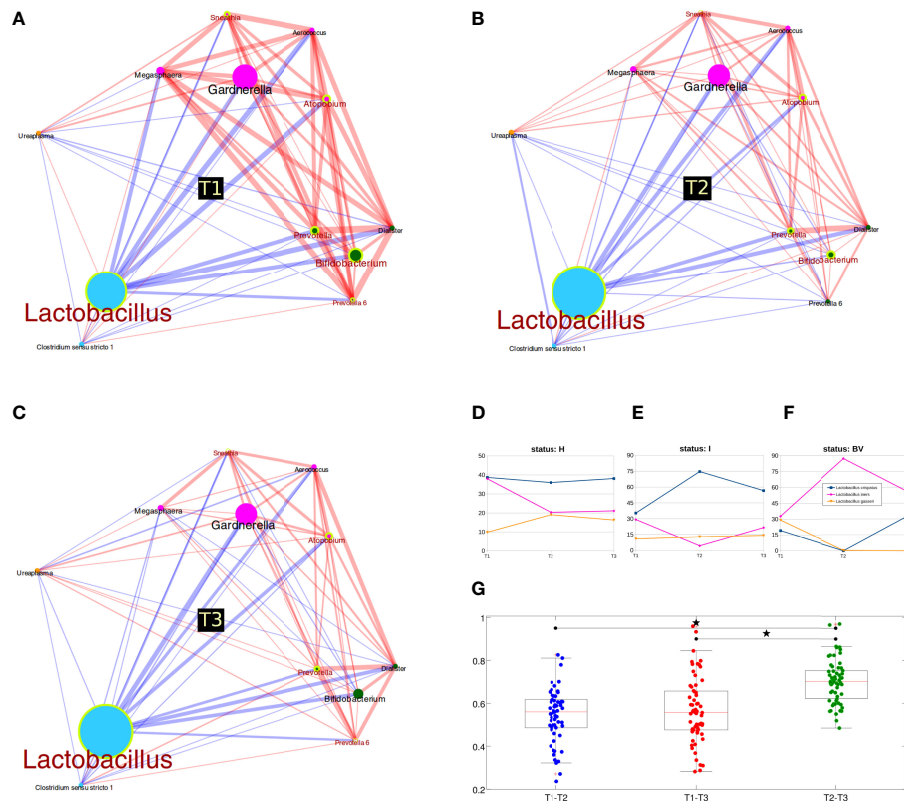 A
Sneathia
Aerococcus
Megasphaera
Gardnerella
Atopobium
Ureaplasma
T1
Prevotella
Dialister
Bifidobacterium
Prevotella 6
Lactobacillus
Clostridium sensu stricto 1
B
Sneathia
Aerococcus
Megasphaera
Gardnerella
Atopobium
Ureaplasma
T2
Prevotella
Dialister
Bifidobacterium
Prevotella 6
Lactobacillus
Clostridium sensu stricto 1
C
Sneathia
Aerococcus
Megasphaera
Gardnerella
Atopobium
Ureaplasma
T3
Prevotella
Dialister
Bifidobacterium
Prevotella 6
Lactobacillus
Clostridium sensu stricto 1
D
status: H
50
40
30
20
10
0
T3
E
status: I
90
75
60
45
30
15
0
T1 T2 T3
F
status: BV
90
75
60
45
30
15
0
T1 T2
Lactobacillus crispatus
Lactobacillus iners
Lactobacillus gasseri
G
1
0.8
0.6
0.4
0.2
T1-T2 T1-T3 T2-T3